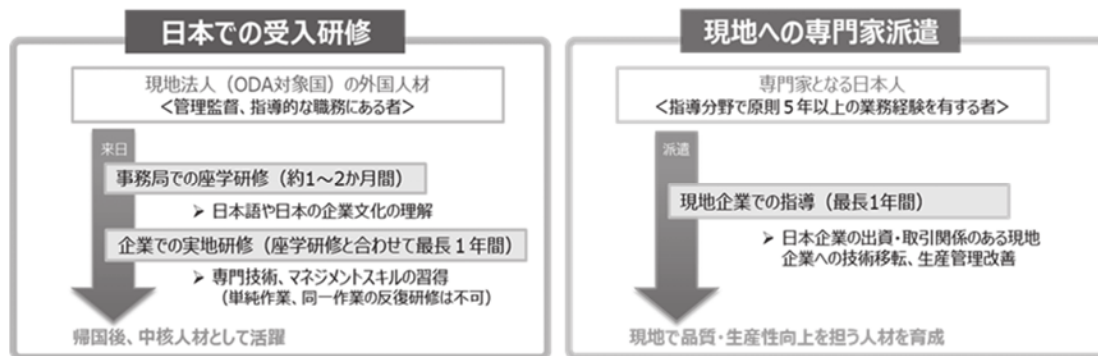 日本での受入研修
現地法人（ODA対象国）の外国人材
＜管理監督、指導的な職務にある者＞
来日
事務局での座学研修（約1～2か月間）
➢ 日本語や日本の企業文化の理解
企業での実地研修（座学研修と合わせて最長１年間）
➢ 専門技術、マネジメントスキルの習得
（単純作業、同一作業の反復研修は不可）
帰国後、中核人材として活躍
現地への専門家派遣
専門家となる日本人
＜指導分野で原則５年以上の業務経験を有する者＞
派遣
現地企業での指導（最長1年間）
➢ 日本企業の出資・取引関係のある現地
企業への技術移転、生産管理改善
現地で品質・生産性向上を担う人材を育成